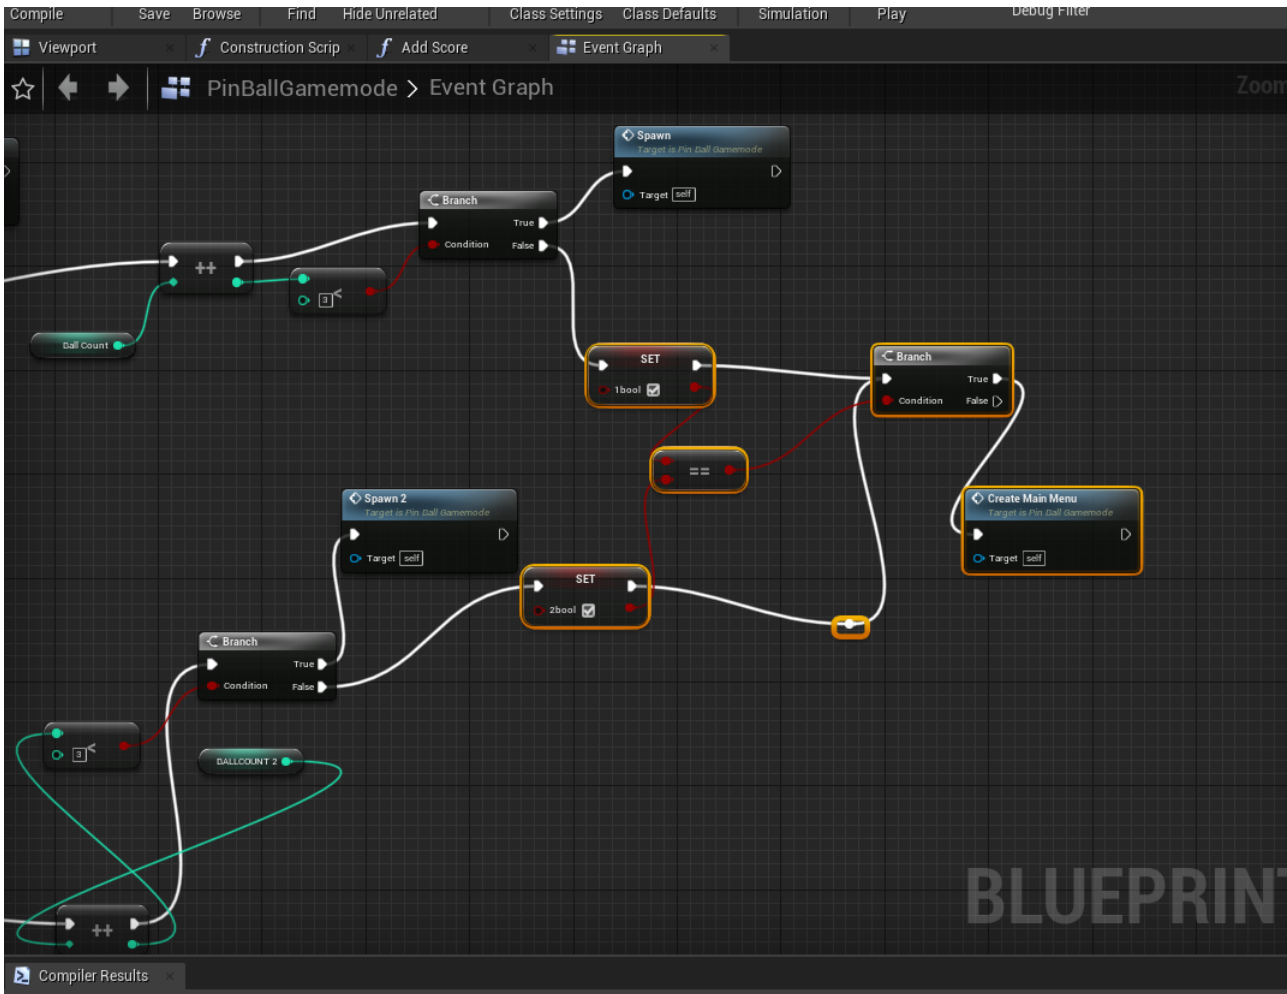 Compile Save Browse Find Hide Unrelated Class Settings Class Defaults Simulation Play Debug Filter
Viewport Construction Scrip Add Score Event Graph
PinBallGamemode > Event Graph Zoom
Spawn
Target is Pin Ball Gamemode
Target self
Branch
True
Condition False
++
3 <
Ball Count
SET
1bool
Branch
True
Condition False
==
Spawn 2
Target is Pin Ball Gamemode
Target self
Create Main Menu
Target is Pin Ball Gamemode
Target self
SET
2bool
Branch
True
Condition False
3 <
BALLCOUNT 2
++
BLUEPRINT
Compiler Results